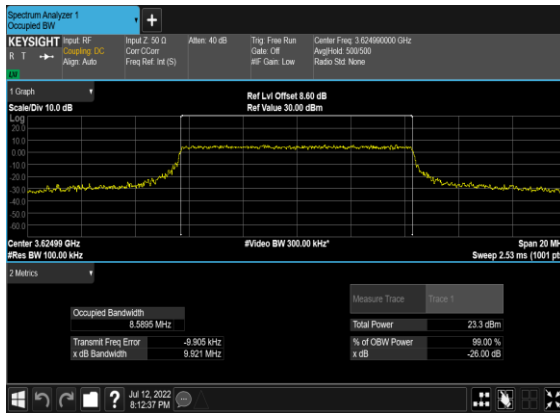 Spectrum Analyzer 1
Occupied BW
+
KEYSIGHT Input: RF Input Z: 50 Ω Atten: 40 dB Trig: Free Run Center Freq: 3.624990000 GHz
R T Coupling: DC Corr CCorr Gate: Off Avg|Hold: 500/500
Align: Auto Freq Ref: Int (S) #IF Gain: Low Radio Std: None
1 Graph
Ref Lvl Offset 8.60 dB
Scale/Div 10.0 dB Ref Value 30.00 dBm
Log
20.0
10.0
0.00
-10.0
-20.0
-30.0
-40.0
-50.0
-60.0
Center 3.62499 GHz #Video BW 300.00 kHz* Span 20 MH
#Res BW 100.00 kHz Sweep 2.53 ms (1001 pt
2 Metrics
Measure Trace Trace 1
Occupied Bandwidth
8.5895 MHz
Total Power 23.3 dBm
Transmit Freq Error -9.905 kHz % of OBW Power 99.00 %
x dB Bandwidth 9.921 MHz x dB -26.00 dB
? Jul 12, 2022
8:12:37 PM